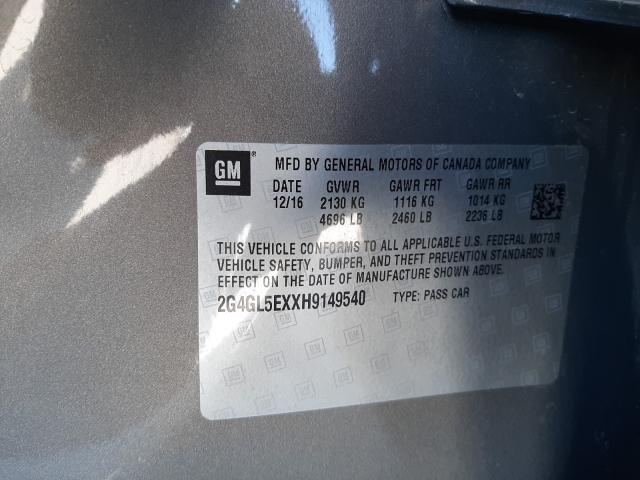 GM ® MFD BY GENERAL MOTORS OF CANADA COMPANY
DATE GVWR GAWR FRT GAWR RR
12/16 2130 KG 1116 KG 1014 KG
4696 LB 2460 LB 2236 LB
THIS VEHICLE CONFORMS TO ALL APPLICABLE U.S. FEDERAL MOTOR
VEHICLE SAFETY, BUMPER, AND THEFT PREVENTION STANDARDS IN
EFFECT ON THE DATE OF MANUFACTURE SHOWN ABOVE.
2G4GL5EXXH9149540 TYPE: PASS CAR